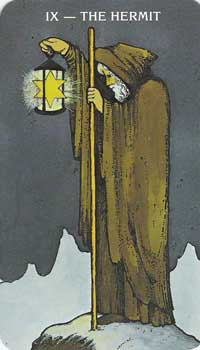 IX — THE HERMIT